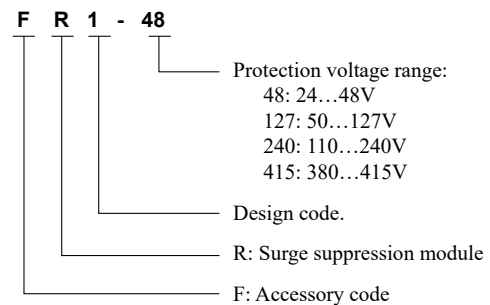 F R 1 - 48
Protection voltage range:
48: 24…48V
127: 50…127V
240: 110…240V
415: 380…415V
Design code.
R: Surge suppression module
F: Accessory code